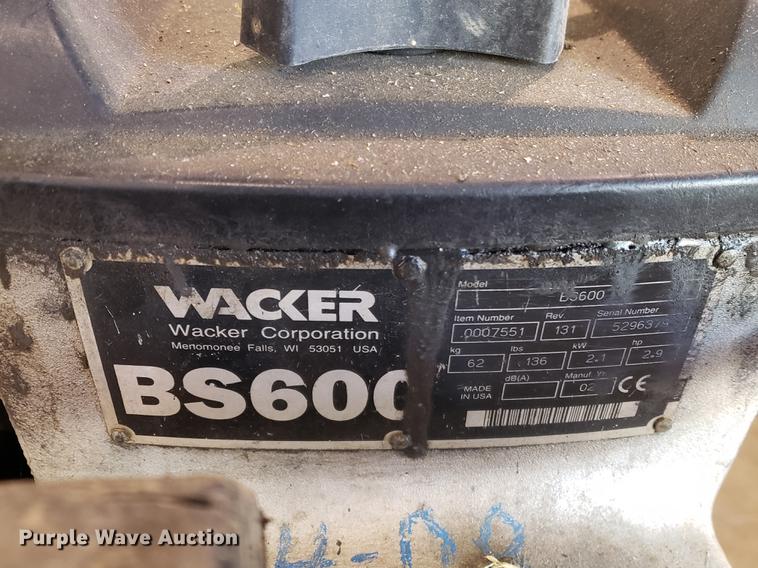 WACKER
Wacker Corporation
Menomonee Falls, WI 53051 USA
BS600
Model
BS600
Item Number Rev. Serial Number
0007551 131 5296379
kg lbs kW hp
62 136 2.1 2.9
MADE IN USA
dB(A) Manuf. Yr.
02 CE
Purple Wave Auction